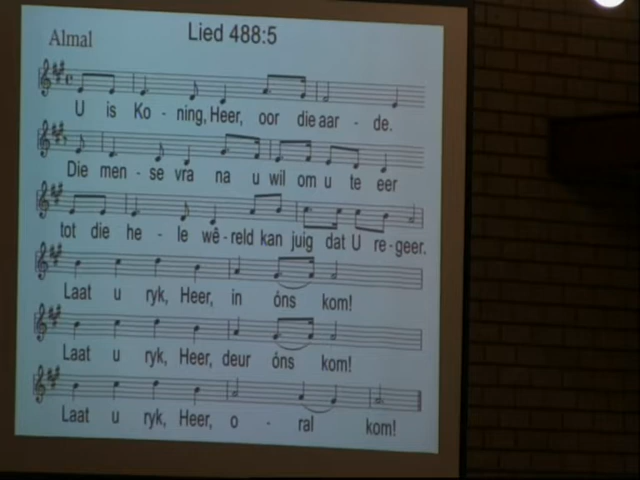 Lied 488:5
Almal
U is Ko - ning, Heer, oor die aar - de.
Die men - se vra na u wil om u te eer
tot die he - le wê - reld kan juig dat U re - geer.
Laat u ryk, Heer, in óns kom!
Laat u ryk, Heer, deur óns kom!
Laat u ryk, Heer, o - ral kom!